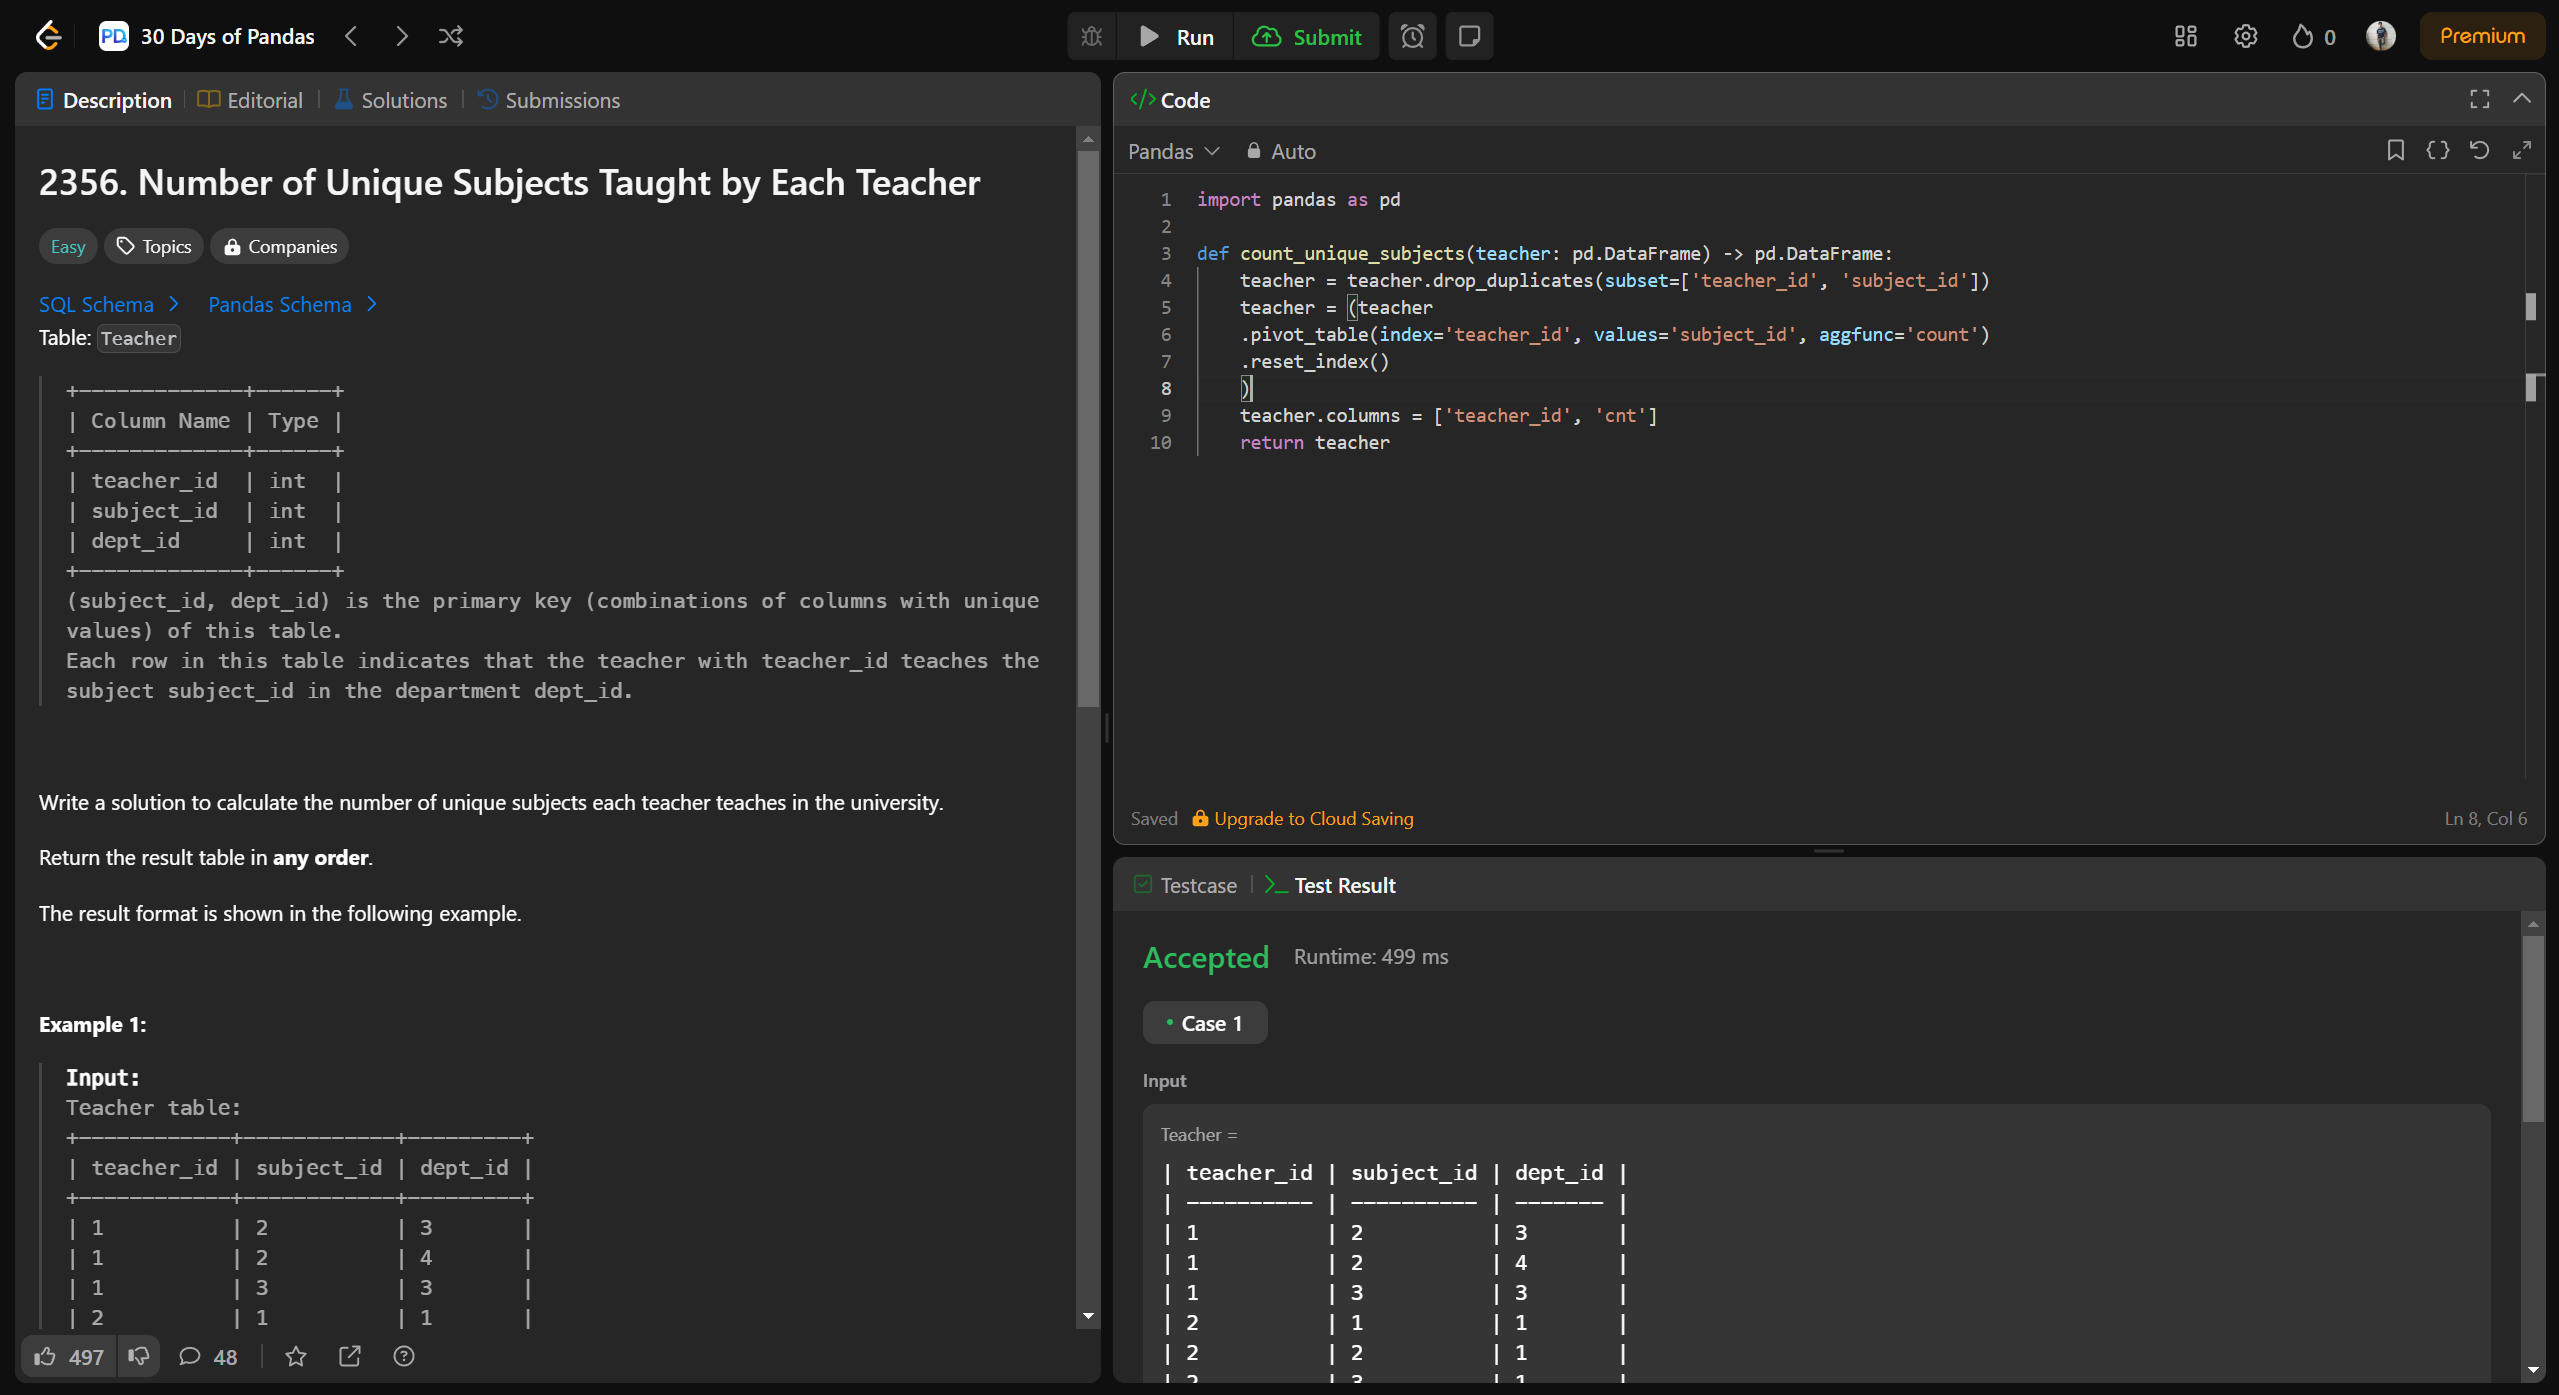 PD 30 Days of Pandas
Run
Submit
0
Premium
Description
Editorial
Solutions
Submissions
2356. Number of Unique Subjects Taught by Each Teacher
Easy
Topics
Companies
SQL Schema
Pandas Schema
Table: Teacher
+-------------+------+
| Column Name | Type |
+-------------+------+
| teacher_id  | int  |
| subject_id  | int  |
| dept_id     | int  |
+-------------+------+
(subject_id, dept_id) is the primary key (combinations of columns with unique
values) of this table.
Each row in this table indicates that the teacher with teacher_id teaches the
subject subject_id in the department dept_id.
Write a solution to calculate the number of unique subjects each teacher teaches in the university.
Return the result table in any order.
The result format is shown in the following example.
Example 1:
Input:
Teacher table:
+------------+------------+---------+
| teacher_id | subject_id | dept_id |
+------------+------------+---------+
| 1          | 2          | 3       |
| 1          | 2          | 4       |
| 1          | 3          | 3       |
| 2          | 1          | 1       |
497
48
Code
Pandas
Auto
1 import pandas as pd
2
3 def count_unique_subjects(teacher: pd.DataFrame) -> pd.DataFrame:
4     teacher = teacher.drop_duplicates(subset=['teacher_id', 'subject_id'])
5     teacher = (teacher
6     .pivot_table(index='teacher_id', values='subject_id', aggfunc='count')
7     .reset_index()
8     )
9     teacher.columns = ['teacher_id', 'cnt']
10     return teacher
Saved
Upgrade to Cloud Saving
Ln 8, Col 6
Testcase
Test Result
Accepted
Runtime: 499 ms
Case 1
Input
Teacher =
| teacher_id | subject_id | dept_id |
| ---------- | ---------- | ------- |
| 1          | 2          | 3       |
| 1          | 2          | 4       |
| 1          | 3          | 3       |
| 2          | 1          | 1       |
| 2          | 2          | 1       |
| 2          | 3          | 1       |